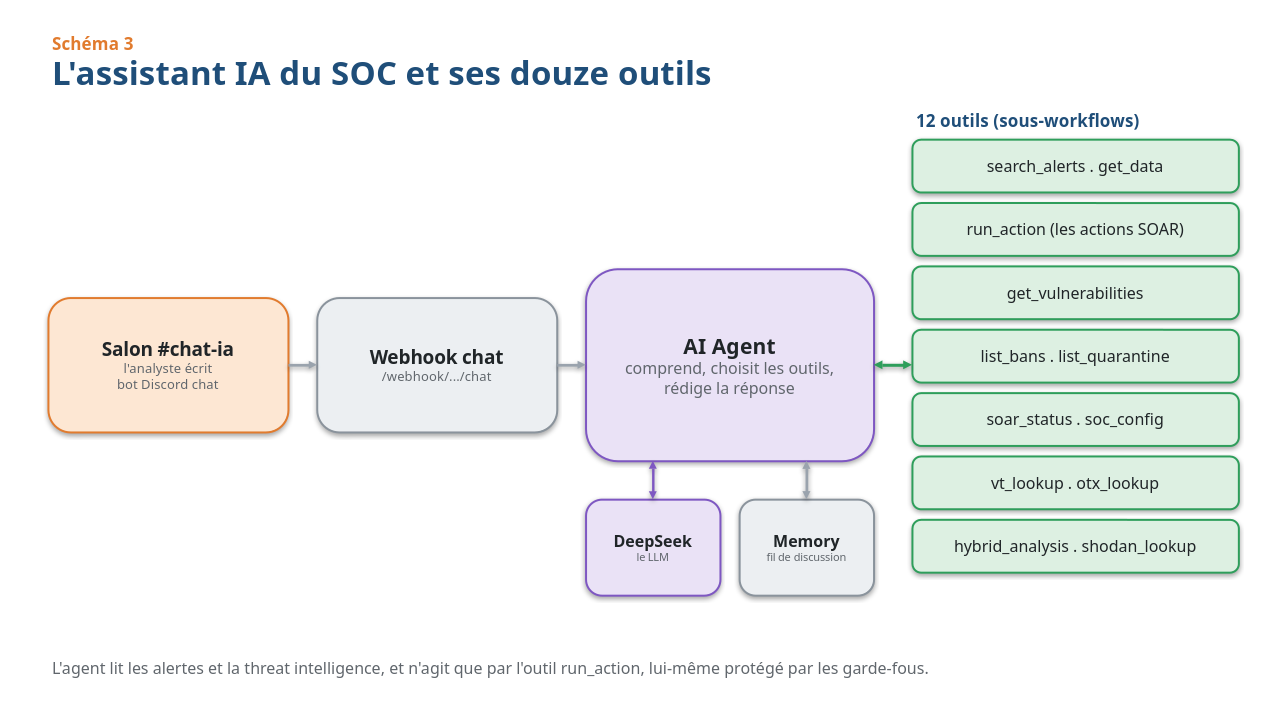 Schéma 3
L'assistant IA du SOC et ses douze outils
12 outils (sous-workflows)
search_alerts . get_data
run_action (les actions SOAR)
get_vulnerabilities
list_bans . list_quarantine
soar_status . soc_config
vt_lookup . otx_lookup
hybrid_analysis . shodan_lookup
Salon #chat-ia
l'analyste écrit
bot Discord chat
Webhook chat
/webhook/.../chat
AI Agent
comprend, choisit les outils,
rédige la réponse
DeepSeek
le LLM
Memory
fil de discussion
L'agent lit les alertes et la threat intelligence, et n'agit que par l'outil run_action, lui-même protégé par les garde-fous.